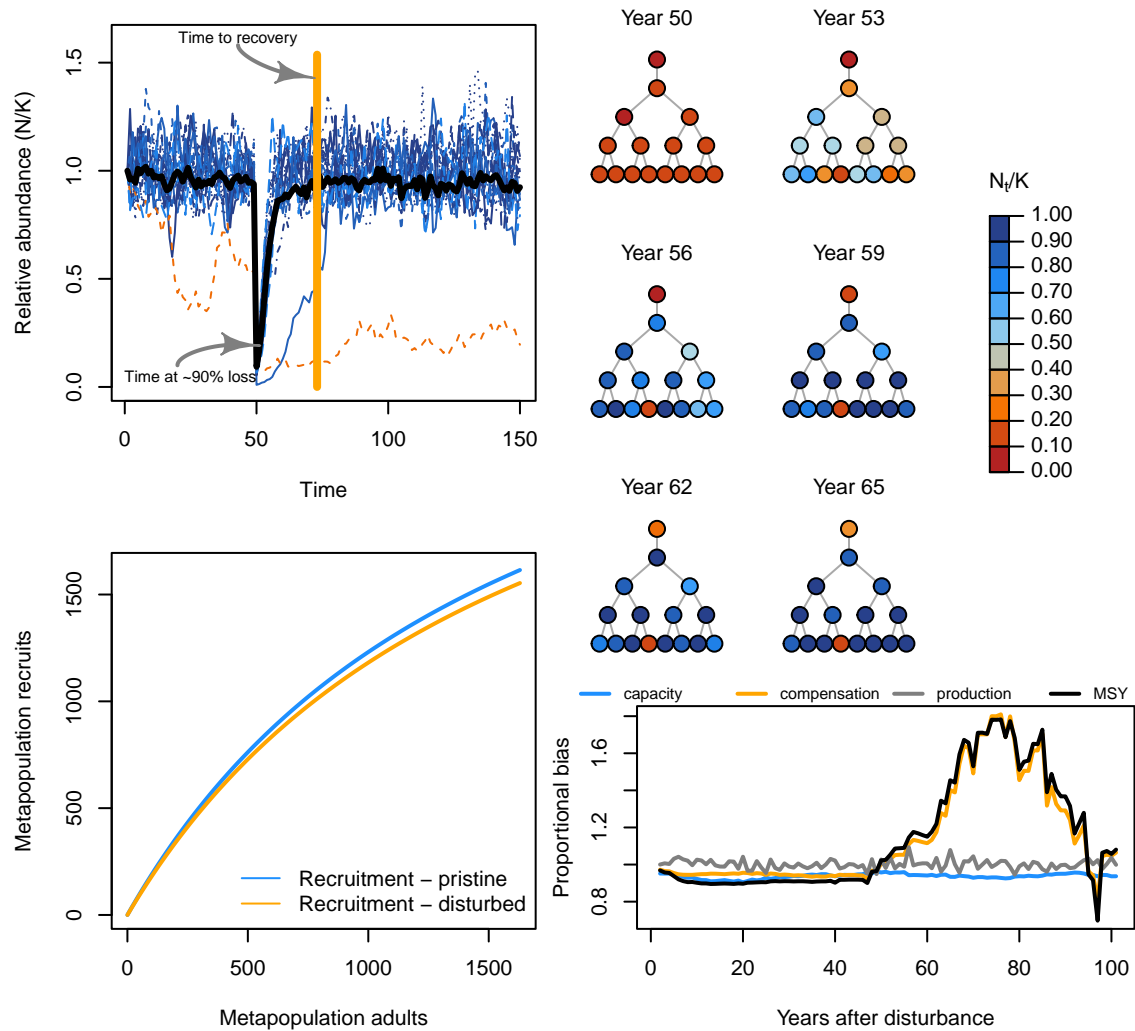 Time to recovery
Time at ~90% loss
Relative abundance (N/K)
0.0
0.5
1.0
1.5
0
50
100
150
Time
Year 50
Year 53
Year 56
Year 59
Year 62
Year 65
Nt/K
1.00
0.90
0.80
0.70
0.60
0.50
0.40
0.30
0.20
0.10
0.00
Metapopulation recruits
0
500
1000
1500
Recruitment − pristine
Recruitment − disturbed
0
500
1000
1500
Metapopulation adults
capacity
compensation
production
MSY
Proportional bias
0.8
1.2
1.6
0
20
40
60
80
100
Years after disturbance